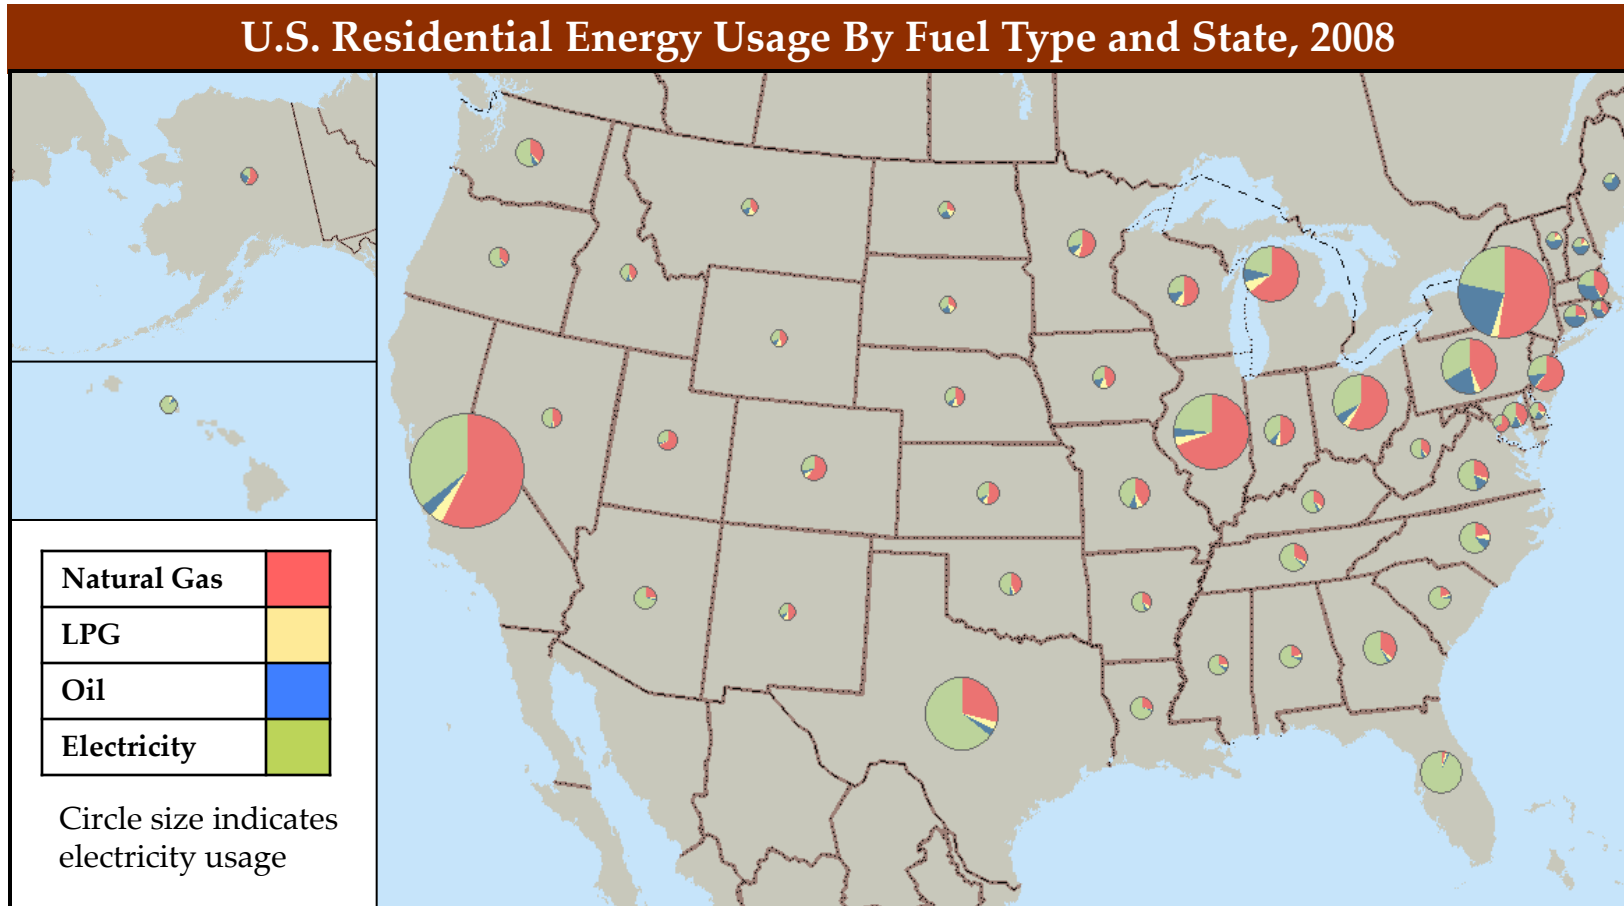 U.S. Residential Energy Usage By Fuel Type and State, 2008
Natural Gas
LPG
Oil
Electricity
Circle size indicates
electricity usage